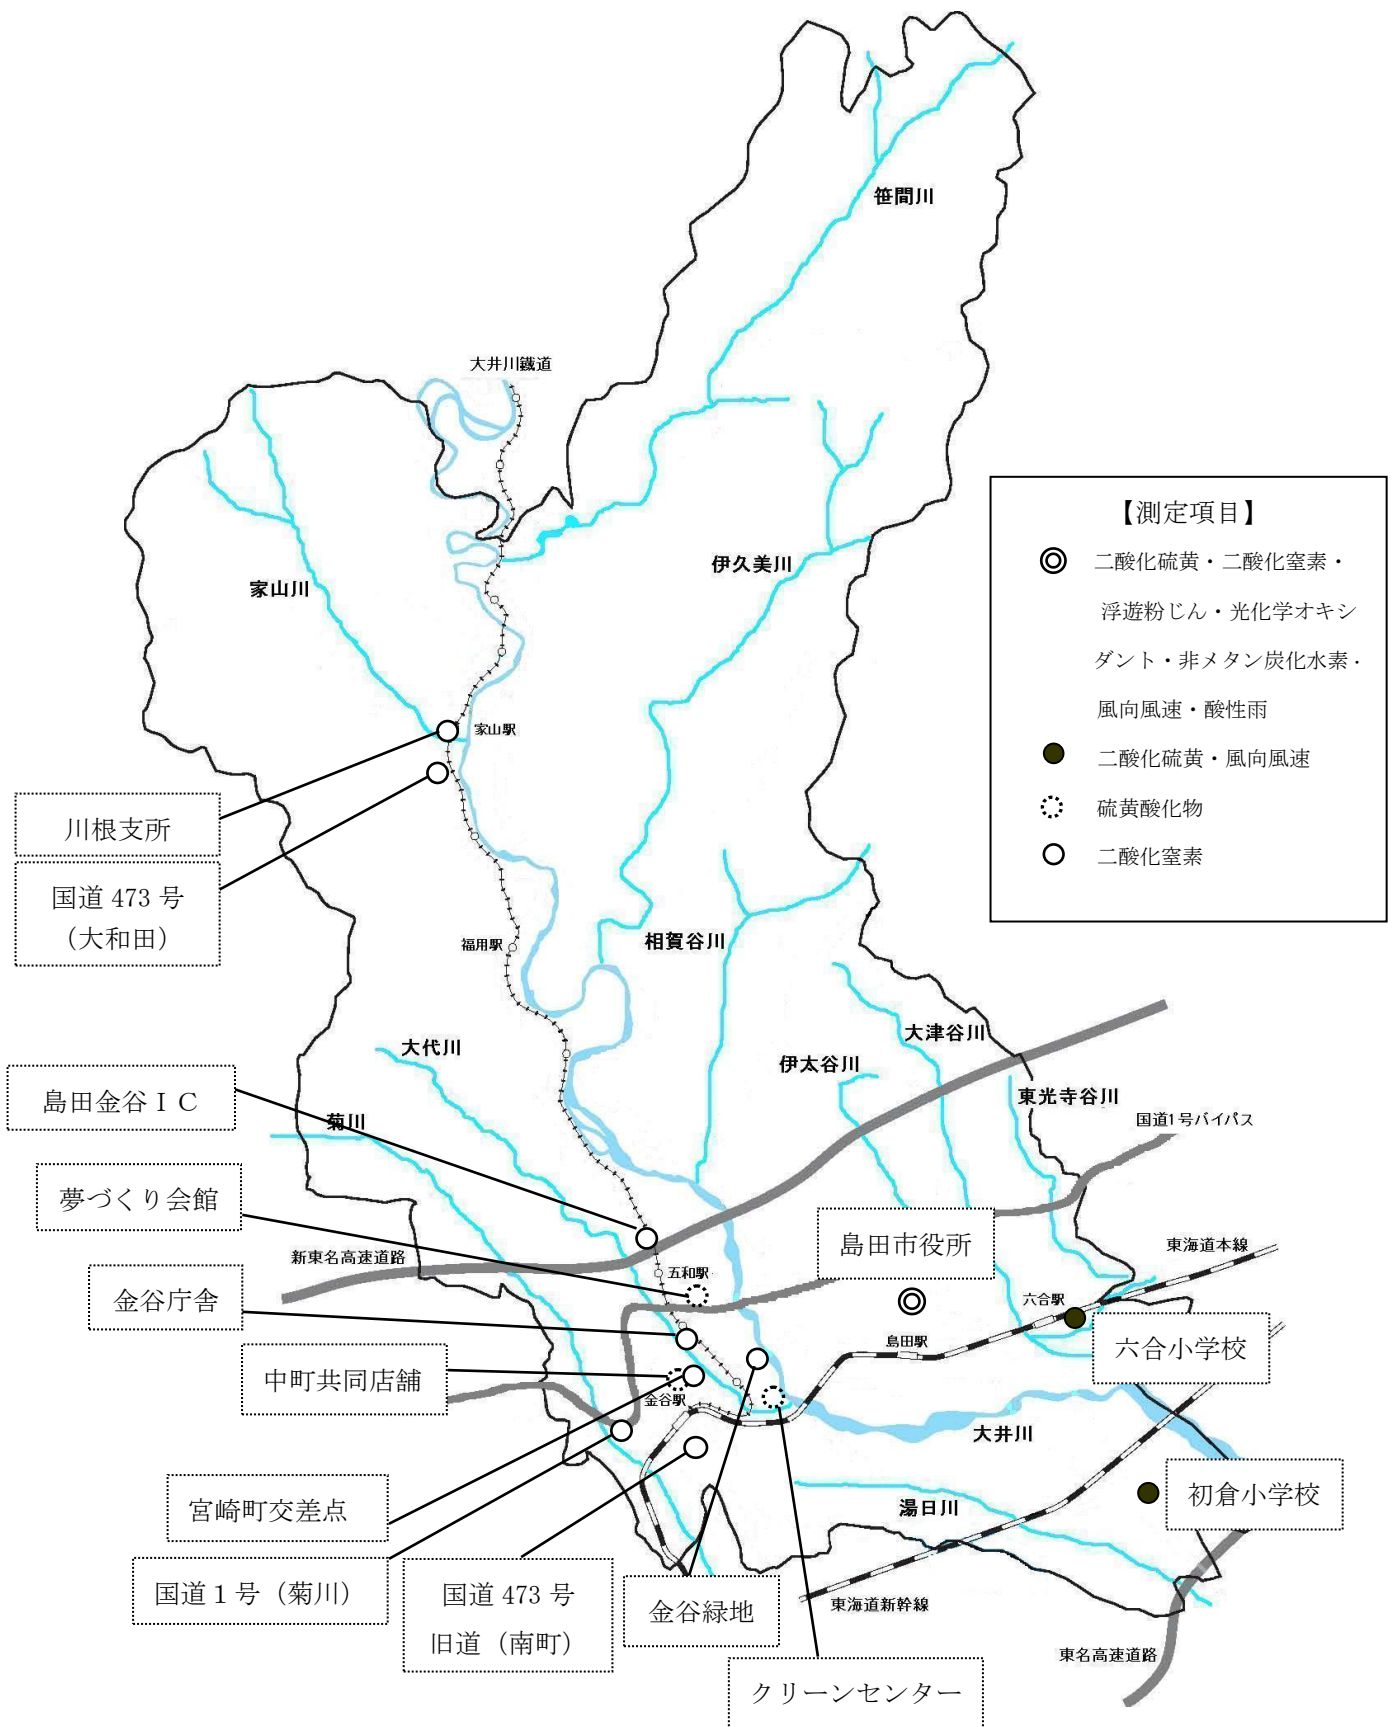 笹間川
大井川鐵道
【測定項目】
二酸化硫黄・二酸化窒素・
浮遊粉じん・光化学オキシ
ダント・非メタン炭化水素・
風向風速・酸性雨
二酸化硫黄・風向風速
硫黄酸化物
二酸化窒素
伊久美川
家山川
家山駅
川根支所
国道 473 号
（大和田）
福用駅
相賀谷川
大津谷川
大代川
伊太谷川
島田金谷ＩＣ
東光寺谷川
菊川
国道1号バイパス
夢づくり会館
島田市役所
新東名高速道路
東海道本線
五和駅
金谷庁舎
六合駅
島田駅
六合小学校
中町共同店舗
金谷駅
大井川
宮崎町交差点
初倉小学校
湯日川
国道１号（菊川）
国道 473 号
旧道（南町）
金谷緑地
東海道新幹線
東名高速道路
クリーンセンター